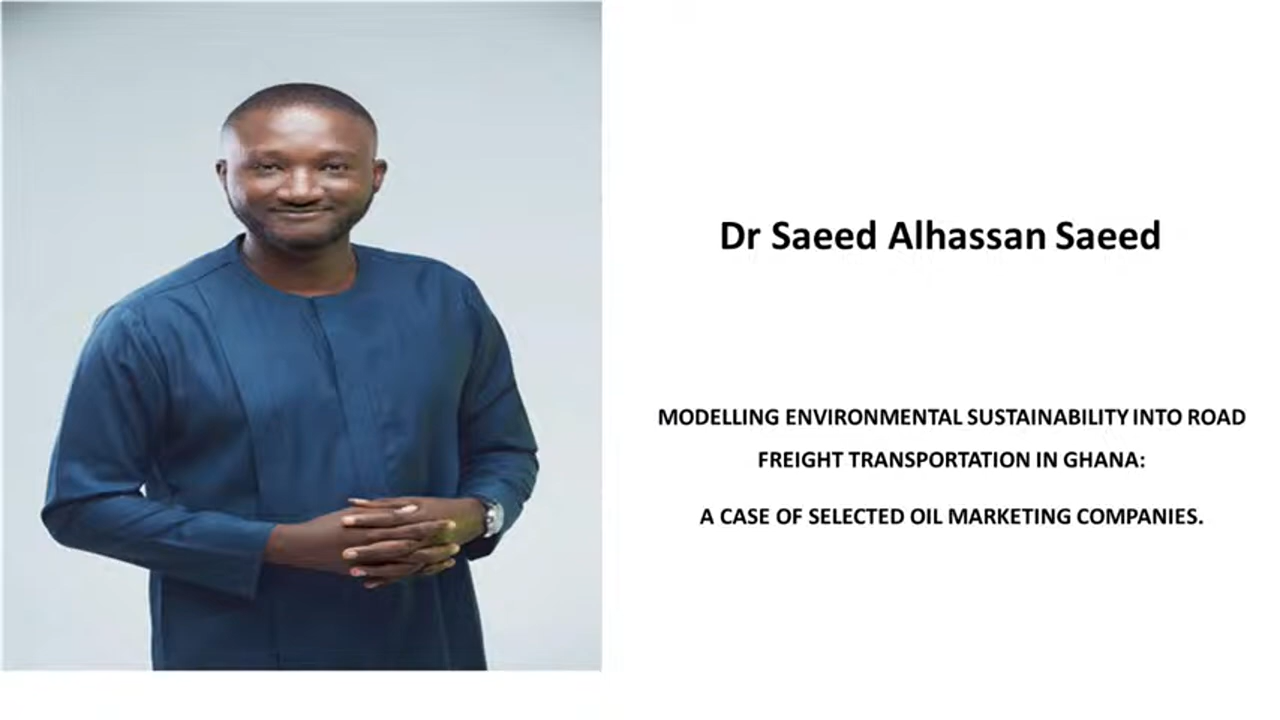 Dr Saeed Alhassan Saeed
MODELLING ENVIRONMENTAL SUSTAINABILITY INTO ROAD
FREIGHT TRANSPORTATION IN GHANA:
A CASE OF SELECTED OIL MARKETING COMPANIES.